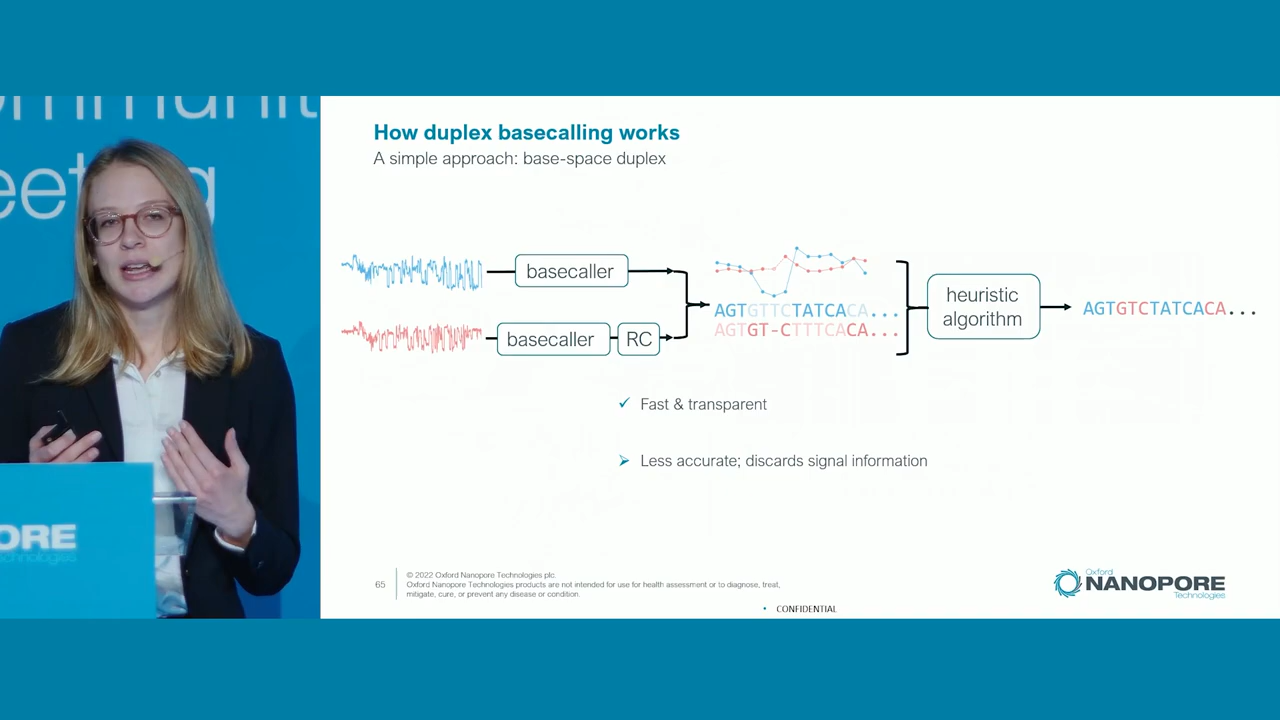 ommunit
eeting
ORE
Technologies
How duplex basecalling works
A simple approach: base-space duplex
basecaller
basecaller
RC
AGTGTTCTATCACA...
AGTGT-CTTTCACA...
heuristic
algorithm
AGTGTCTATCACA...
✓ Fast & transparent
➢ Less accurate; discards signal information
65
© 2022 Oxford Nanopore Technologies plc.
Oxford Nanopore Technologies products are not intended for use for health assessment or to diagnose, treat,
mitigate, cure, or prevent any disease or condition.
• CONFIDENTIAL
Oxford
NANOPORE
Technologies